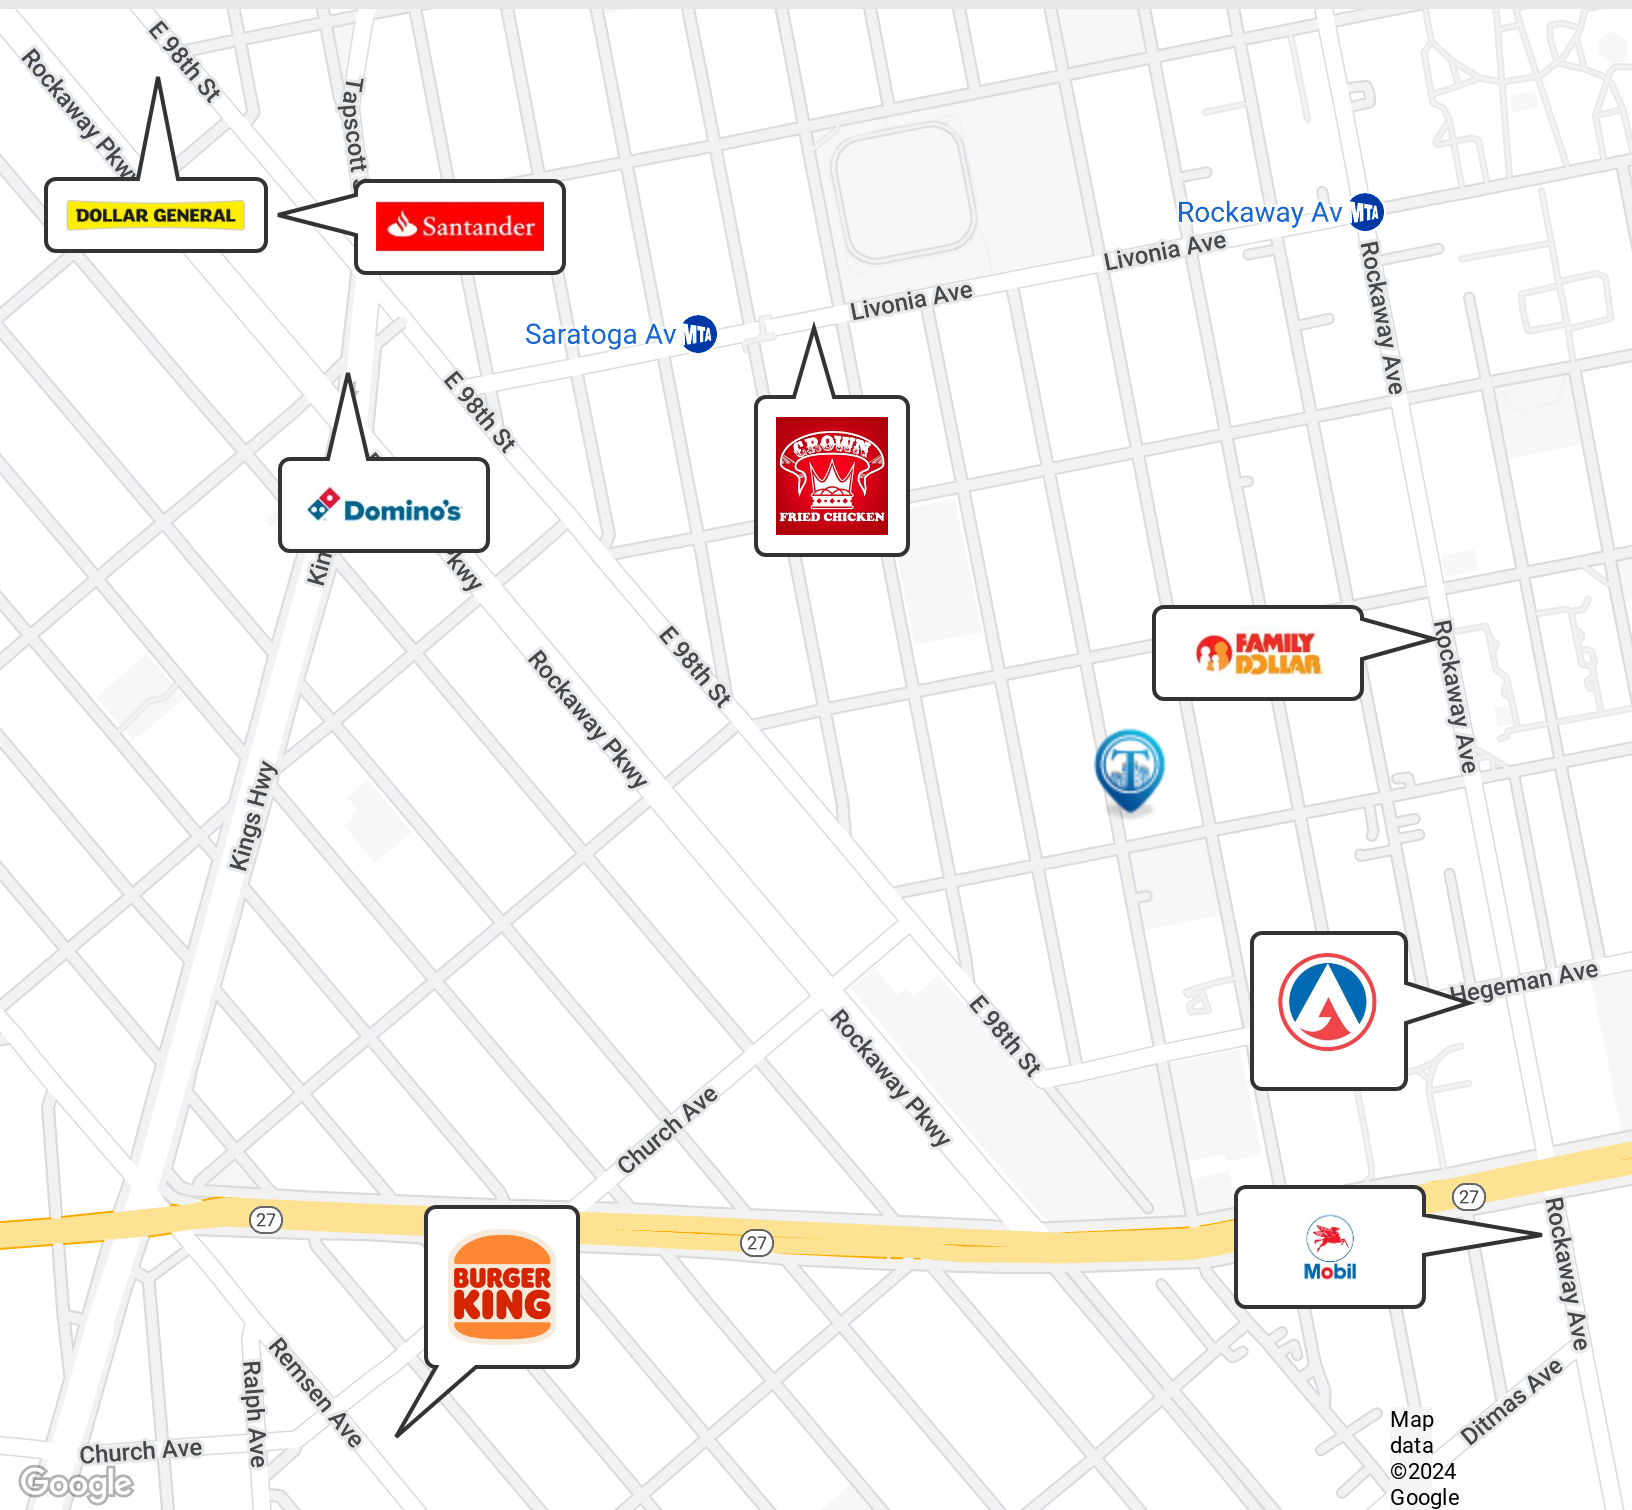 E 98th St
Rockaway Pkwy
Tapscott S
DOLLAR GENERAL
Santander
Rockaway Av
MTA
Livonia Ave
Livonia Ave
Rockaway Ave
Saratoga Av
MTA
E 98th St
CROWN
FRIED CHICKEN
Domino's
Kin
kwy
FAMILY
DOLLAR
E 98th St
Rockaway Pkwy
Rockaway Ave
T
Kings Hwy
Hegeman Ave
E 98th St
Rockaway Pkwy
Church Ave
27
27
27
Rockaway Ave
Mobil
BURGER
KING
Ralph Ave
Remsen Ave
Church Ave
Ditmas Ave
Map
data
©2024
Google
Google